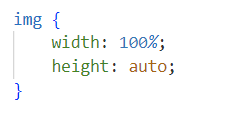 img {
    width: 100%;
    height: auto;
}